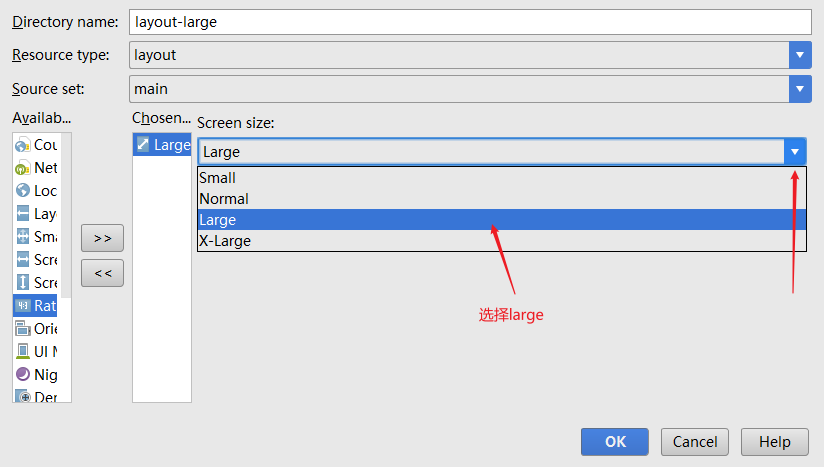 Directory name: layout-large
Resource type: layout
Source set: main
Availab... Chosen... Screen size:
Cou
Net
Loc
Lay
Sma
Scre
Scre
Rat
Orie
UI M
Nig
Der
>>
<<
Large
Large
Small
Normal
Large
X-Large
选择large
OK Cancel Help